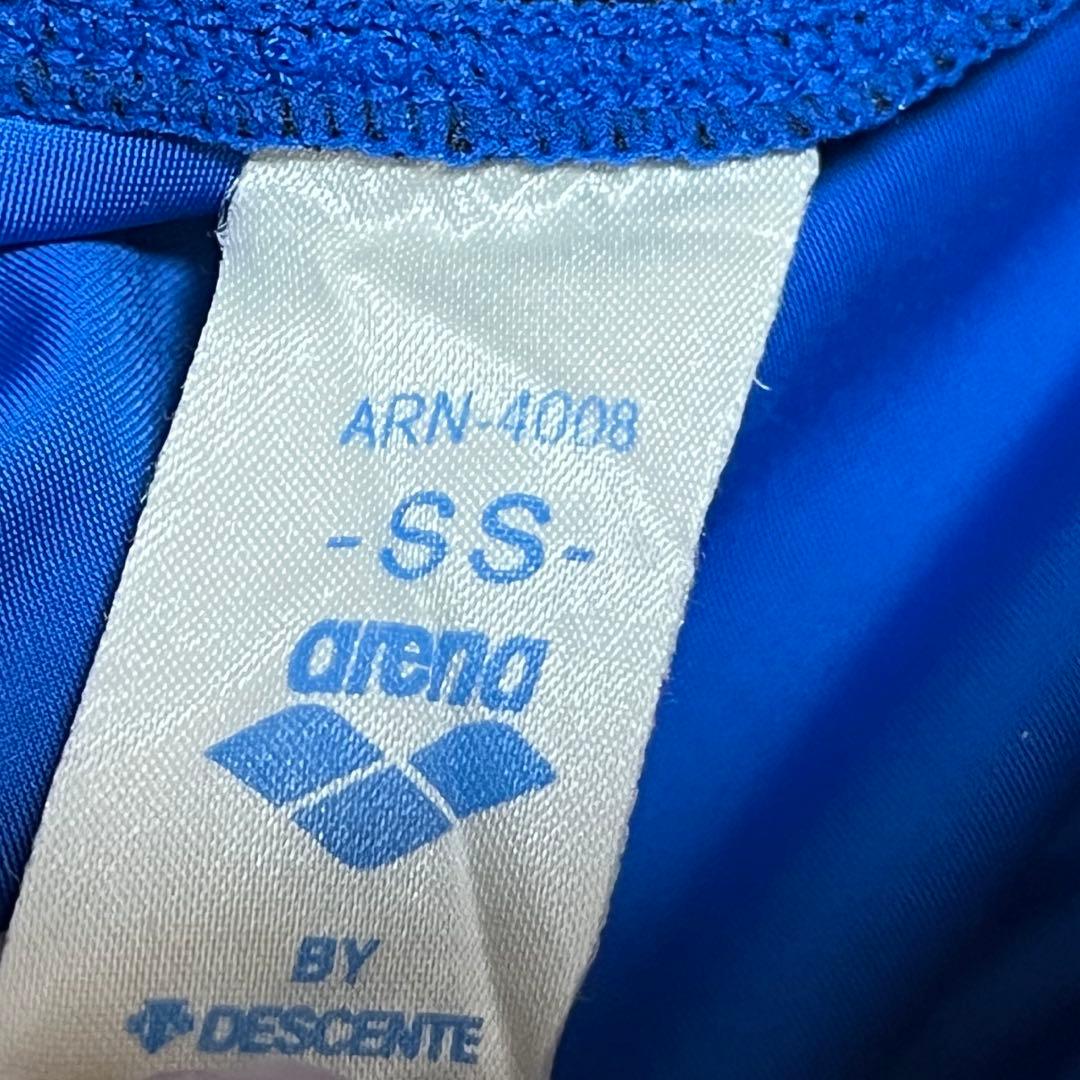 ARN-4008
-SS-
arena
BY
DESCENTE